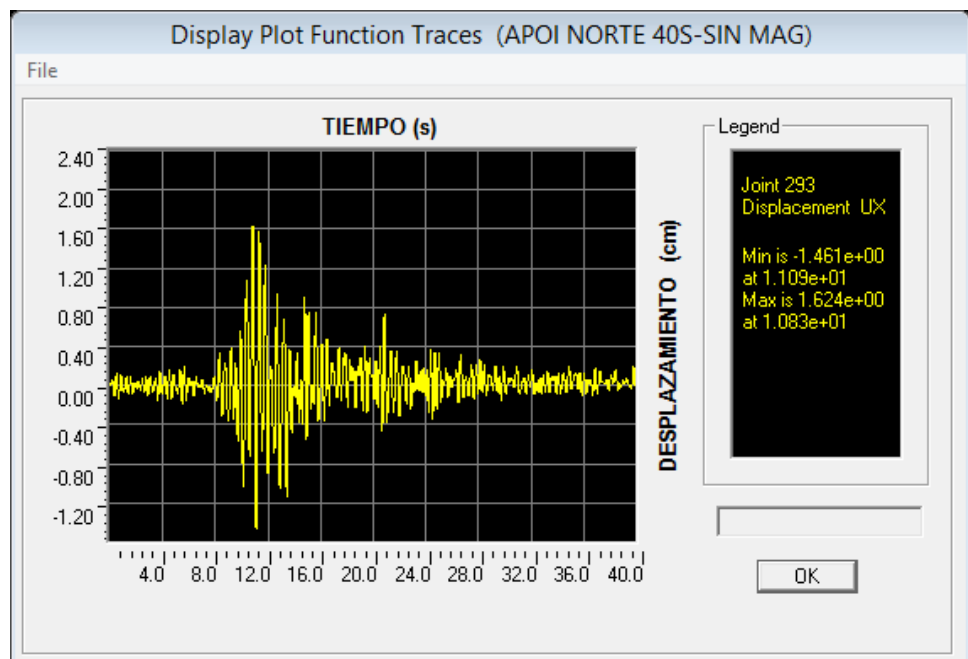 Display Plot Function Traces (APOI NORTE 40S-SIN MAG)
File
TIEMPO (s)
2.40
2.00
1.60
1.20
0.80
0.40
0.00
-0.40
-0.80
-1.20
4.0 8.0 12.0 16.0 20.0 24.0 28.0 32.0 36.0 40.0
DESPLAZAMIENTO (cm)
Legend
Joint 293
Displacement UX
Min is -1.461e+00
at 1.109e+01
Max is 1.624e+00
at 1.083e+01
OK